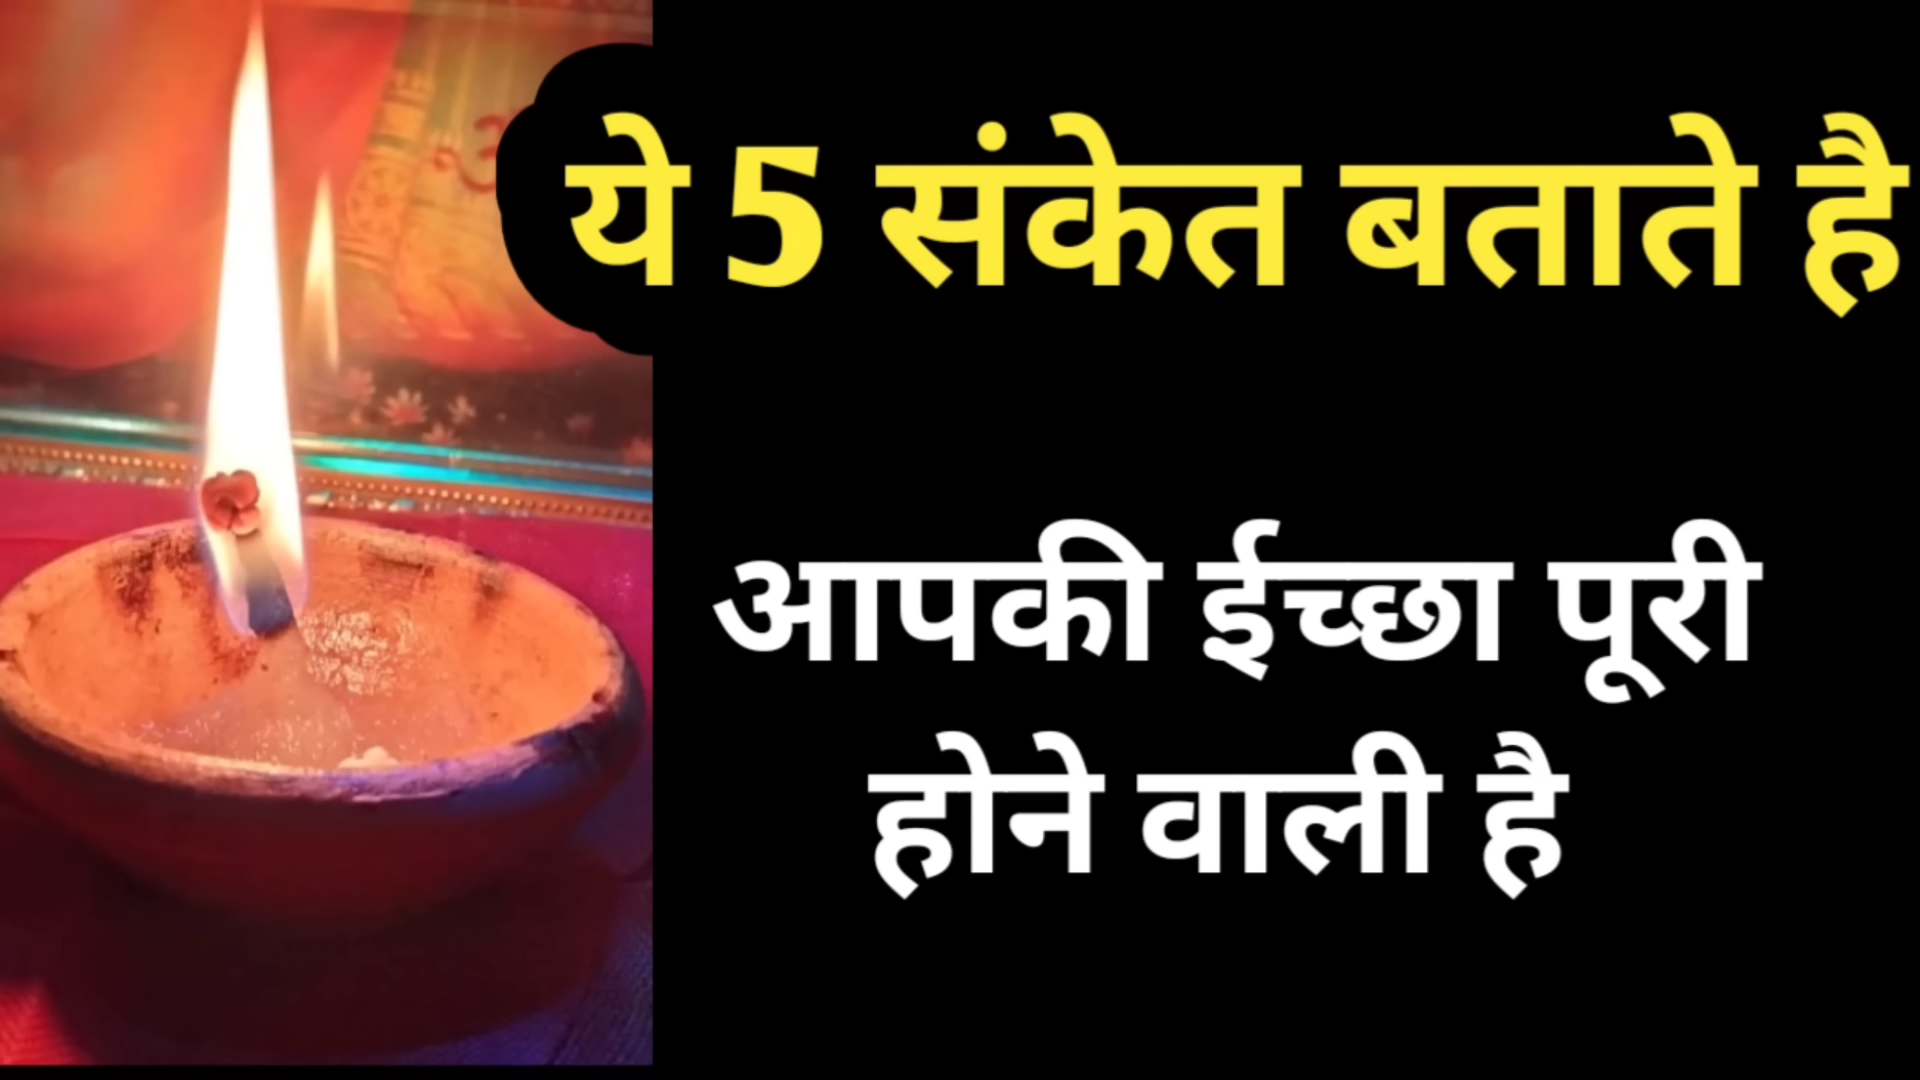 ये 5 संकेत बताते है
आपकी ईच्छा पूरी
होने वाली है